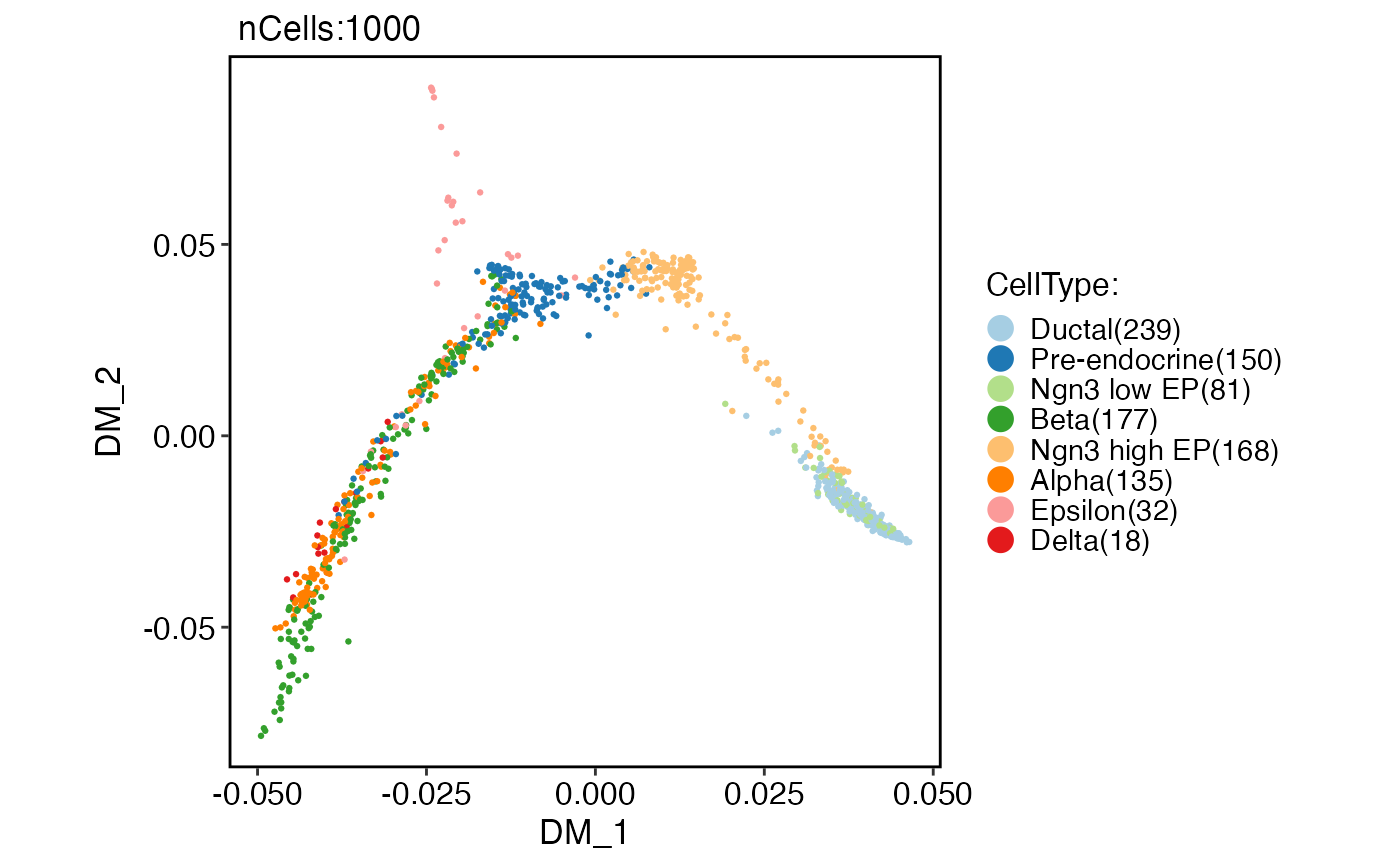 nCells:1000
DM_2
0.05
0.00
-0.05
-0.050
-0.025
0.000
0.025
0.050
DM_1
CellType:
Ductal(239)
Pre-endocrine(150)
Ngn3 low EP(81)
Beta(177)
Ngn3 high EP(168)
Alpha(135)
Epsilon(32)
Delta(18)